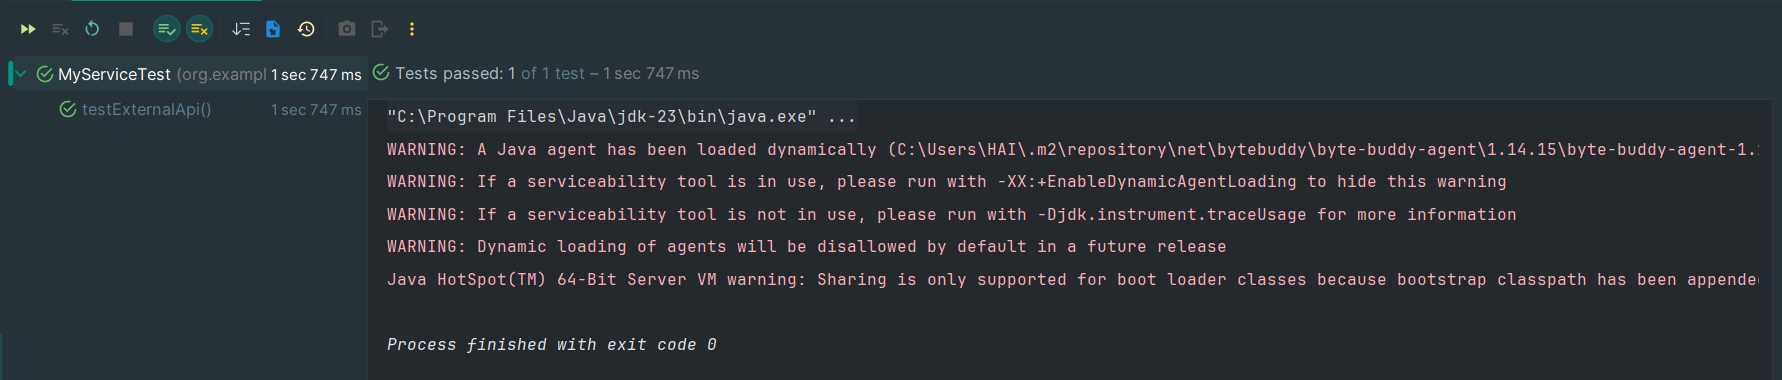 MyServiceTest (org.exampl 1 sec 747 ms
testExternalApi() 1 sec 747 ms
Tests passed: 1 of 1 test – 1 sec 747 ms
"C:\Program Files\Java\jdk-23\bin\java.exe" ...
WARNING: A Java agent has been loaded dynamically (C:\Users\HAI\.m2\repository\net\bytebuddy\byte-buddy-agent\1.14.15\byte-buddy-agent-1.
WARNING: If a serviceability tool is in use, please run with -XX:+EnableDynamicAgentLoading to hide this warning
WARNING: If a serviceability tool is not in use, please run with -Djdk.instrument.traceUsage for more information
WARNING: Dynamic loading of agents will be disallowed by default in a future release
Java HotSpot(TM) 64-Bit Server VM warning: Sharing is only supported for boot loader classes because bootstrap classpath has been appended
Process finished with exit code 0